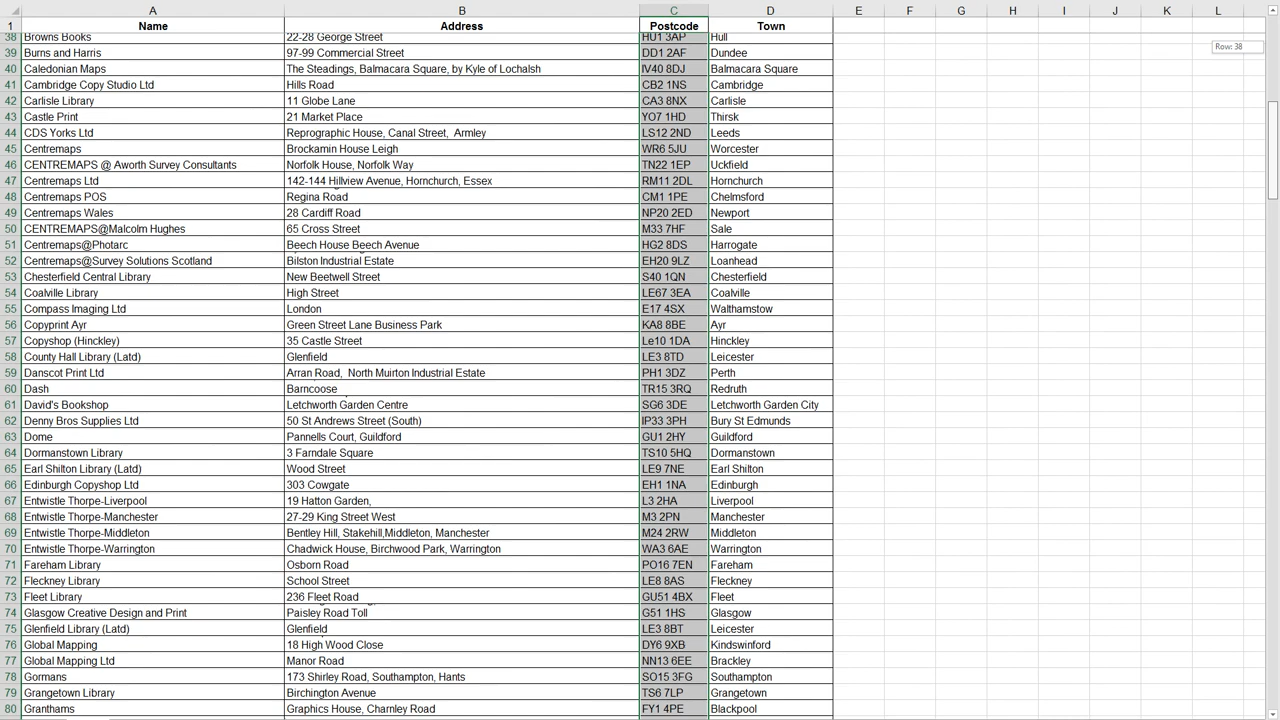 A B C D E F G H I J K L
1 Name Address Postcode Town
38 Browns Books 22-28 George Street HU1 3AP Hull
Row: 38
39 Burns and Harris 97-99 Commercial Street DD1 2AF Dundee
40 Caledonian Maps The Steadings, Balmacara Square, by Kyle of Lochalsh IV40 8DJ Balmacara Square
41 Cambridge Copy Studio Ltd Hills Road CB2 1NS Cambridge
42 Carlisle Library 11 Globe Lane CA3 8NX Carlisle
43 Castle Print 21 Market Place YO7 1HD Thirsk
44 CDS Yorks Ltd Reprographic House, Canal Street, Armley LS12 2ND Leeds
45 Centremaps Brockamin House Leigh WR6 5JU Worcester
46 CENTREMAPS @ Aworth Survey Consultants Norfolk House, Norfolk Way TN22 1EP Uckfield
47 Centremaps Ltd 142-144 Hillview Avenue, Hornchurch, Essex RM11 2DL Hornchurch
48 Centremaps POS Regina Road CM1 1PE Chelmsford
49 Centremaps Wales 28 Cardiff Road NP20 2ED Newport
50 CENTREMAPS@Malcolm Hughes 65 Cross Street M33 7HF Sale
51 Centremaps@Photarc Beech House Beech Avenue HG2 8DS Harrogate
52 Centremaps@Survey Solutions Scotland Bilston Industrial Estate EH20 9LZ Loanhead
53 Chesterfield Central Library New Beetwell Street S40 1QN Chesterfield
54 Coalville Library High Street LE67 3EA Coalville
55 Compass Imaging Ltd London E17 4SX Walthamstow
56 Copyprint Ayr Green Street Lane Business Park KA8 8BE Ayr
57 Copyshop (Hinckley) 35 Castle Street Le10 1DA Hinckley
58 County Hall Library (Latd) Glenfield LE3 8TD Leicester
59 Danscot Print Ltd Arran Road, North Muirton Industrial Estate PH1 3DZ Perth
60 Dash Barncoose TR15 3RQ Redruth
61 David's Bookshop Letchworth Garden Centre SG6 3DE Letchworth Garden City
62 Denny Bros Supplies Ltd 50 St Andrews Street (South) IP33 3PH Bury St Edmunds
63 Dome Pannells Court, Guildford GU1 2HY Guildford
64 Dormanstown Library 3 Farndale Square TS10 5HQ Dormanstown
65 Earl Shilton Library (Latd) Wood Street LE9 7NE Earl Shilton
66 Edinburgh Copyshop Ltd 303 Cowgate EH1 1NA Edinburgh
67 Entwistle Thorpe-Liverpool 19 Hatton Garden, L3 2HA Liverpool
68 Entwistle Thorpe-Manchester 27-29 King Street West M3 2PN Manchester
69 Entwistle Thorpe-Middleton Bentley Hill, Stakehill,Middleton, Manchester M24 2RW Middleton
70 Entwistle Thorpe-Warrington Chadwick House, Birchwood Park, Warrington WA3 6AE Warrington
71 Fareham Library Osborn Road PO16 7EN Fareham
72 Fleckney Library School Street LE8 8AS Fleckney
73 Fleet Library 236 Fleet Road GU51 4BX Fleet
74 Glasgow Creative Design and Print Paisley Road Toll G51 1HS Glasgow
75 Glenfield Library (Latd) Glenfield LE3 8BT Leicester
76 Global Mapping 18 High Wood Close DY6 9XB Kindswinford
77 Global Mapping Ltd Manor Road NN13 6EE Brackley
78 Gormans 173 Shirley Road, Southampton, Hants SO15 3FG Southampton
79 Grangetown Library Birchington Avenue TS6 7LP Grangetown
80 Granthams Graphics House, Charnley Road FY1 4PE Blackpool